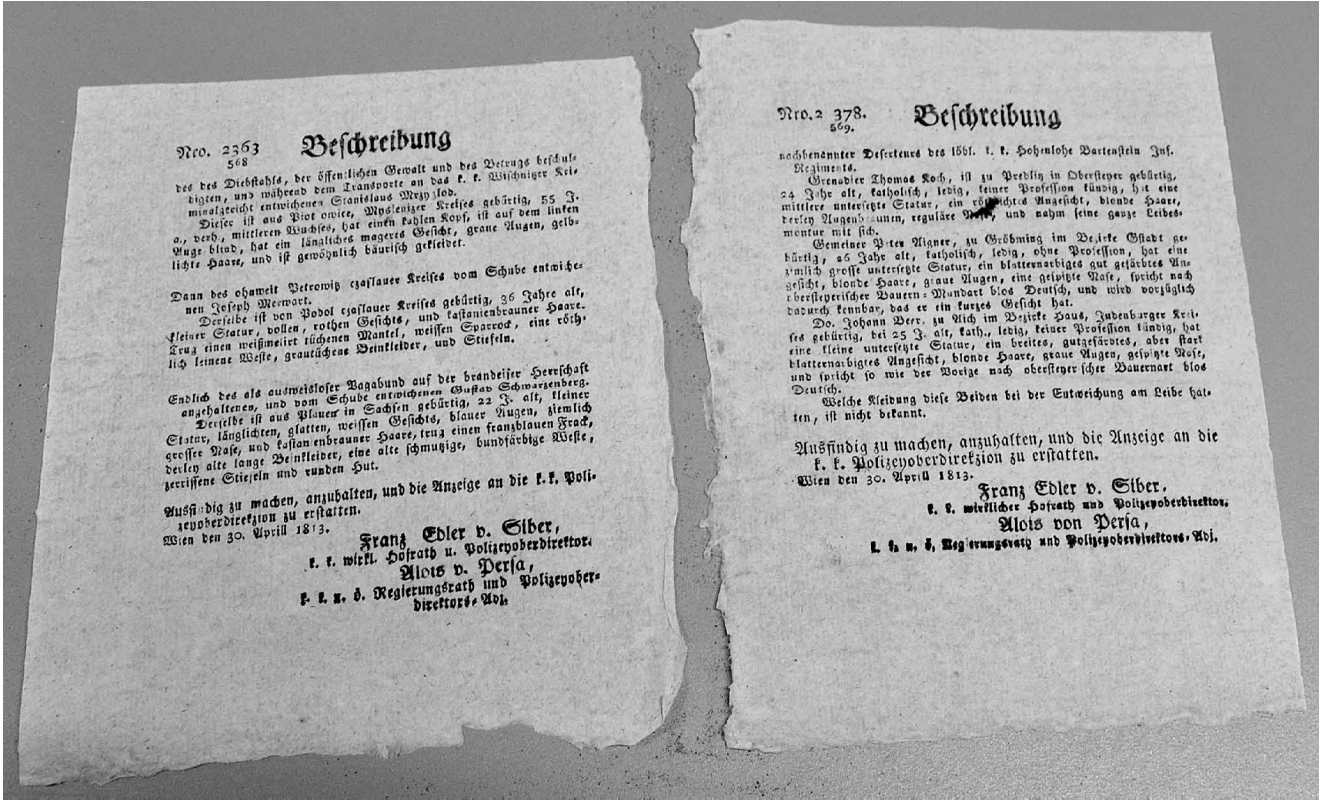 Nro. 2363
568
Beschreibung
des des Diebstahls, der öffentlichen Gewalt und des Betrugs beschul-
digten, und während dem Transporte an das k. k. Wischnitzer Kri-
minalgericht entwichenen Stanislaus
Dieser ist aus Myslenizer Kreises gebürtig, 55 J.
a., derb, mittleren Wuchses, hat einen kahlen Kopf, ist auf dem linken
Auge blind, hat ein längliches mageres Gesicht, graue Augen, gelb-
lichte Haare, und ist gewöhnlich bäurisch gekleidet.
Dann des ohnweit Petrowitz czaslauer Kreises vom Schube entwiche-
nen Joseph Merwart.
Derselbe ist von Podol czaslauer Kreises gebürtig, 36 Jahre alt,
kleiner Statur, vollen, rothen Gesichts, und kastanienbrauner Haare.
Trug einen weißmelirt tüchenen Mantel, weissen Sparrock, eine röth-
lich leinene Weste, grautüchene Beinkleider, und Stiefeln.
Endlich des als ausweisloser Vagabund auf der brandeiser Herrschaft
angehaltenen, und vom Schube entwichenen Gustav Schwarzenberg.
Derselbe ist aus Plauen in Sachsen gebürtig, 22 J. alt, kleiner
Statur, länglichten, glatten, weissen Gesichts, blauer Augen, ziemlich
grosser Nase, und kastanienbrauner Haare, trug einen franzblauen Frack,
derley alte lange Beinkleider, eine alte schmutzige, bundfärbige Weste,
zerrissene Stiefeln und runden Hut.
Ausfindig zu machen, anzuhalten, und die Anzeige an die k. k. Poli-
zeyoberdirekzion zu erstatten.
Wien den 30. Aprill 1813.
Franz Edler v. Siber,
k. k. wirkl. Hofrath u. Polizeyoberdirektor.
Alois v. Persa,
k. k. n. ö. Regierungsrath und Polizeyober-
direktors-Adj.
Nro. 2 378.
569.
Beschreibung
nachbenannter Deserteurs des löbl. k. k. Hohenlohe Bartenstein Inf.
Regiments.
Grenadier Thomas Koch, ist zu Predlitz in Obersteyer gebürtig,
24 Jahr alt, katholisch, ledig, keiner Profession kündig, hat eine
mittlere untersetzte Statur, ein röthlichtes Angesicht, blonde Haare,
derley Augenbraunen, reguläre Nase, und nahm seine ganze Leibes-
montur mit sich.
Gemeiner Peter Aigner, zu Gröbming im Bezirke Gstadt ge-
bürtig, 26 Jahr alt, katholisch, ledig, ohne Profession, hat eine
zimlich grosse untersetzte Statur, ein blatternarbiges gut gefärbtes An-
gesicht, blonde Haare, graue Augen, eine gespitzte Nase, spricht nach
obersteyerischer Bauern-Mundart blos Deutsch, und wird vorzüglich
dadurch kennbar, das er ein kurzes Gesicht hat.
Do. Johann Beer, zu Aich im Bezirke Haus, Judenburger Krei-
ses gebürtig, bei 25 J. alt, kath., ledig, keiner Profession kündig, hat
eine kleine untersetzte Statur, ein breites, gutgefärbtes, aber stark
blatternarbigtes Angesicht, blonde Haare, graue Augen, gespitzte Nase,
und spricht so wie der Vorige nach obersteyerscher Bauernart blos
Deutsch.
Welche Kleidung diese Beiden bei der Entweichung am Leibe hat-
ten, ist nicht bekannt.
Ausfindig zu machen, anzuhalten, und die Anzeige an die
k. k. Polizeyoberdirekzion zu erstatten.
Wien den 30. April 1813.
Franz Edler v. Siber,
k. k. wirklicher Hofrath und Polizeyoberdirektor.
Alois von Persa,
k. k. n. ö. Regierungsrath und Polizeyoberdirektors-Adj.